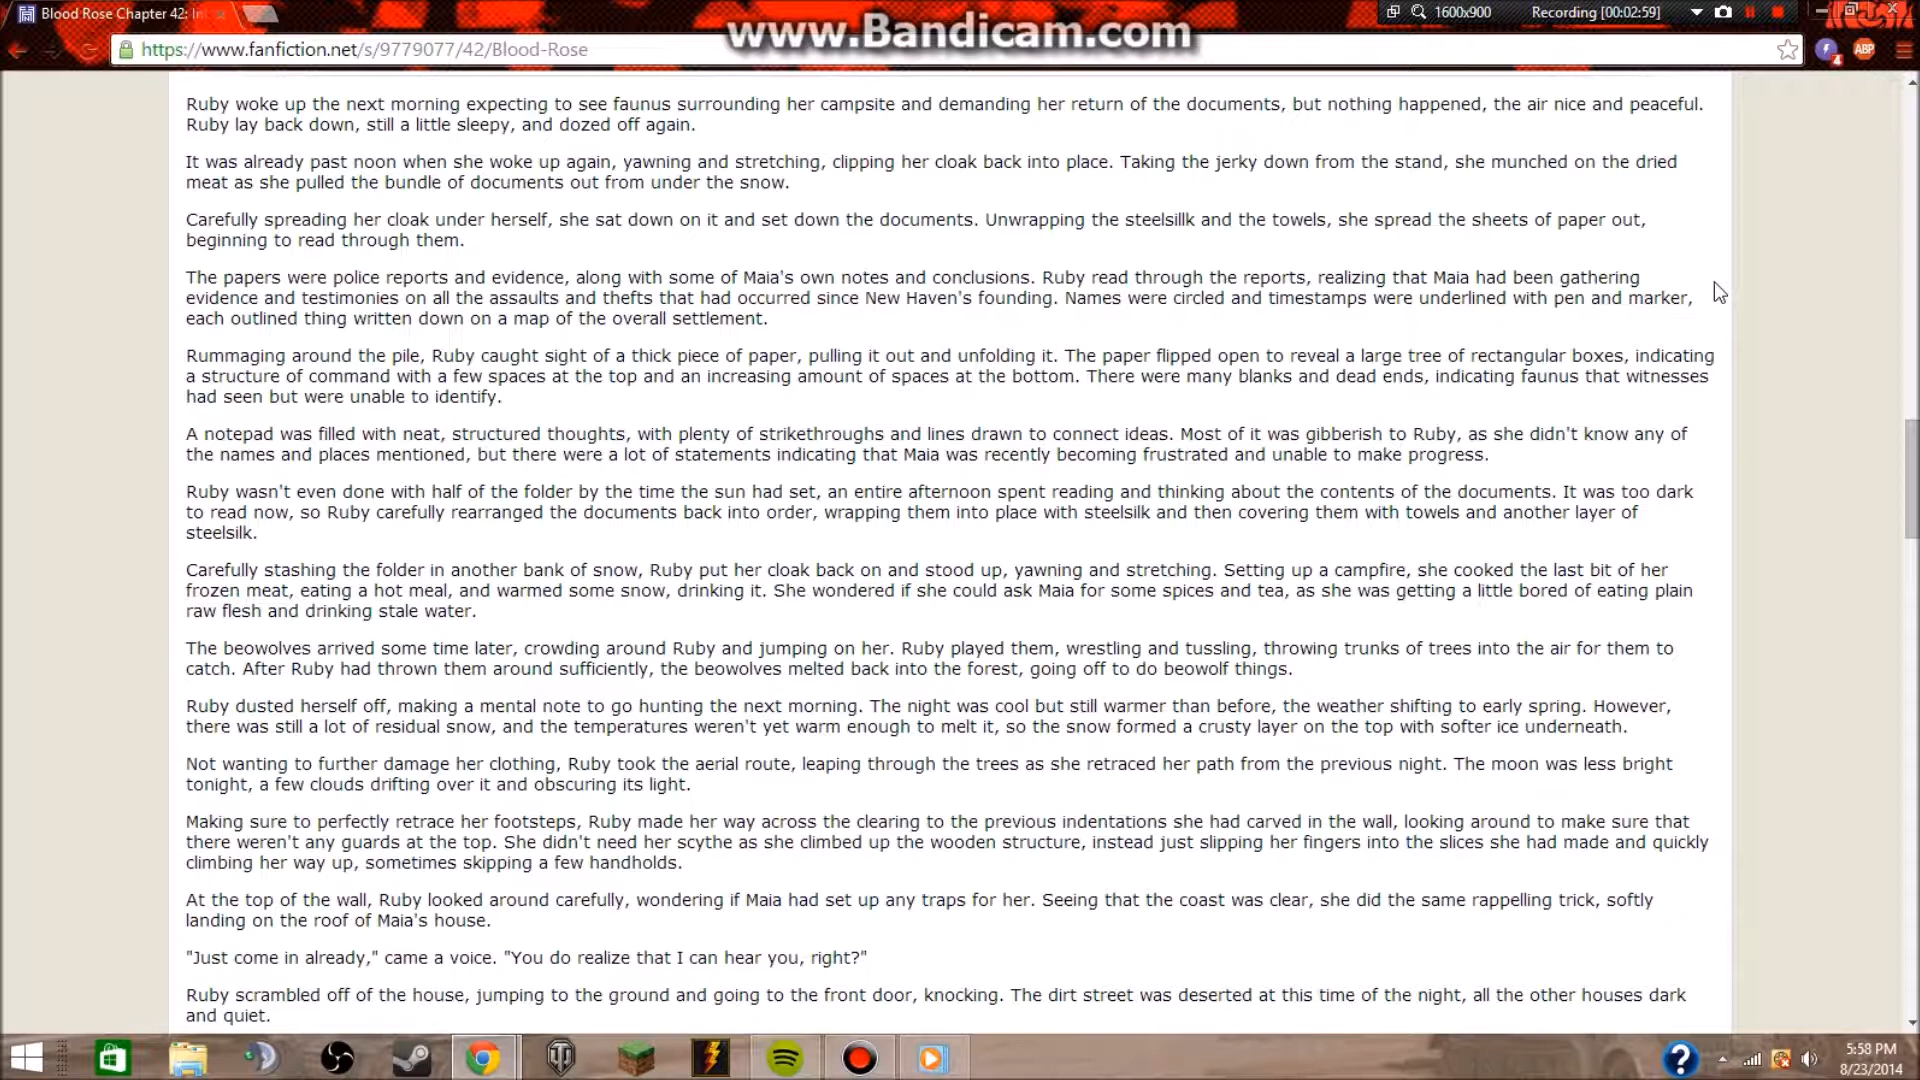 Blood Rose Chapter 42: In
www.Bandicam.com
1600x900
Recording [00:02:59]
https://www.fanfiction.net/s/9779077/42/Blood-Rose
ABP
4
Ruby woke up the next morning expecting to see faunus surrounding her campsite and demanding her return of the documents, but nothing happened, the air nice and peaceful.
Ruby lay back down, still a little sleepy, and dozed off again.
It was already past noon when she woke up again, yawning and stretching, clipping her cloak back into place. Taking the jerky down from the stand, she munched on the dried
meat as she pulled the bundle of documents out from under the snow.
Carefully spreading her cloak under herself, she sat down on it and set down the documents. Unwrapping the steelsillk and the towels, she spread the sheets of paper out,
beginning to read through them.
The papers were police reports and evidence, along with some of Maia's own notes and conclusions. Ruby read through the reports, realizing that Maia had been gathering
evidence and testimonies on all the assaults and thefts that had occurred since New Haven's founding. Names were circled and timestamps were underlined with pen and marker,
each outlined thing written down on a map of the overall settlement.
Rummaging around the pile, Ruby caught sight of a thick piece of paper, pulling it out and unfolding it. The paper flipped open to reveal a large tree of rectangular boxes, indicating
a structure of command with a few spaces at the top and an increasing amount of spaces at the bottom. There were many blanks and dead ends, indicating faunus that witnesses
had seen but were unable to identify.
A notepad was filled with neat, structured thoughts, with plenty of strikethroughs and lines drawn to connect ideas. Most of it was gibberish to Ruby, as she didn't know any of
the names and places mentioned, but there were a lot of statements indicating that Maia was recently becoming frustrated and unable to make progress.
Ruby wasn't even done with half of the folder by the time the sun had set, an entire afternoon spent reading and thinking about the contents of the documents. It was too dark
to read now, so Ruby carefully rearranged the documents back into order, wrapping them into place with steelsilk and then covering them with towels and another layer of
steelsilk.
Carefully stashing the folder in another bank of snow, Ruby put her cloak back on and stood up, yawning and stretching. Setting up a campfire, she cooked the last bit of her
frozen meat, eating a hot meal, and warmed some snow, drinking it. She wondered if she could ask Maia for some spices and tea, as she was getting a little bored of eating plain
raw flesh and drinking stale water.
The beowolves arrived some time later, crowding around Ruby and jumping on her. Ruby played them, wrestling and tussling, throwing trunks of trees into the air for them to
catch. After Ruby had thrown them around sufficiently, the beowolves melted back into the forest, going off to do beowolf things.
Ruby dusted herself off, making a mental note to go hunting the next morning. The night was cool but still warmer than before, the weather shifting to early spring. However,
there was still a lot of residual snow, and the temperatures weren't yet warm enough to melt it, so the snow formed a crusty layer on the top with softer ice underneath.
Not wanting to further damage her clothing, Ruby took the aerial route, leaping through the trees as she retraced her path from the previous night. The moon was less bright
tonight, a few clouds drifting over it and obscuring its light.
Making sure to perfectly retrace her footsteps, Ruby made her way across the clearing to the previous indentations she had carved in the wall, looking around to make sure that
there weren't any guards at the top. She didn't need her scythe as she climbed up the wooden structure, instead just slipping her fingers into the slices she had made and quickly
climbing her way up, sometimes skipping a few handholds.
At the top of the wall, Ruby looked around carefully, wondering if Maia had set up any traps for her. Seeing that the coast was clear, she did the same rappelling trick, softly
landing on the roof of Maia's house.
"Just come in already," came a voice. "You do realize that I can hear you, right?"
Ruby scrambled off of the house, jumping to the ground and going to the front door, knocking. The dirt street was deserted at this time of the night, all the other houses dark
and quiet.
5:58 PM
8/23/2014